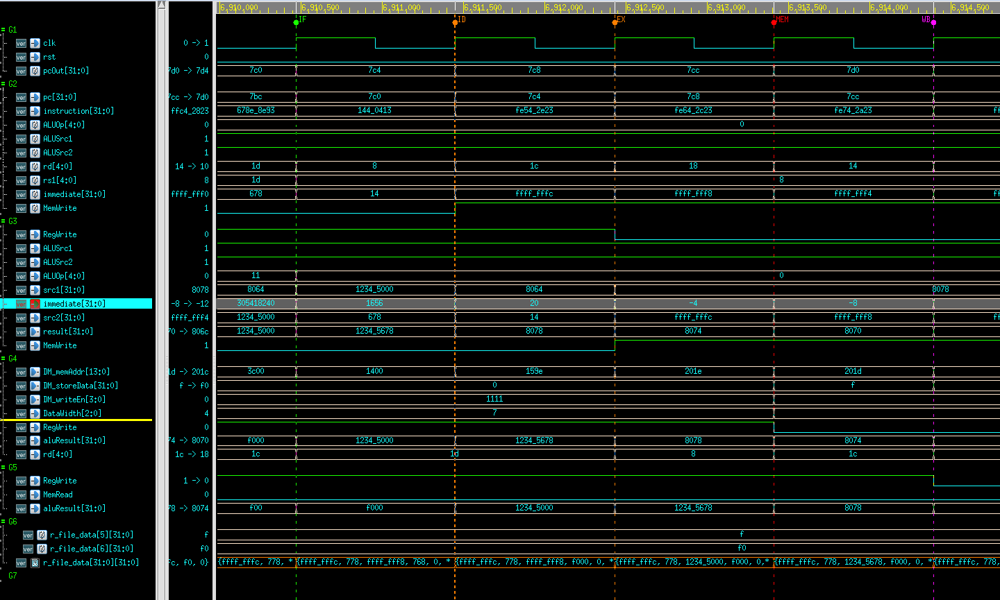 6,910,000 6,910,500 6,911,000 6,911,500 6,912,000 6,912,500 6,913,000 6,913,500 6,914,000 6,914,500
IF ID EX MEM WB
G1
ver clk 0 -> 1
ver rst 0
ver pcOut[31:0] 7d0 -> 7d4 7c0 7c4 7c8 7cc 7d0
G2
ver pc[31:0] 7cc -> 7d0 7bc 7c0 7c4 7c8 7cc
ver instruction[31:0] ffc4_2823 678e_8e93 144_0413 fe54_2e23 fe64_2c23 fe74_2a23 ff
ver ALUOp[4:0] 0 0
ver ALUSrc1 1
ver ALUSrc2 1
ver rd[4:0] 14 -> 10 1d 8 1c 18 14
ver rs1[4:0] 8 1d 8
ver immediate[31:0] ffff_fff0 678 14 ffff_fffc ffff_fff8 ffff_fff4 ff
ver MemWrite 1
G3
ver RegWrite 0
ver ALUSrc1 1
ver ALUSrc2 1
ver ALUOp[4:0] 0 11 0
ver src1[31:0] 8078 8064 1234_5000 8064 8078
ver immediate[31:0] -8 -> -12 305418240 1656 20 -4 -8
ver src2[31:0] ffff_fff4 1234_5000 678 14 ffff_fffc ffff_fff8 ff
ver result[31:0] 70 -> 806c 1234_5000 1234_5678 8078 8074 8070
ver MemWrite 1
G4
ver DM_memAddr[13:0] 1d -> 201c 3c00 1400 159e 201e 201d
ver DM_storeData[31:0] f -> f0 0 f
ver DM_writeEn[3:0] 0 1111
ver DataWidth[2:0] 4 7
ver RegWrite 0
ver aluResult[31:0] 74 -> 8070 f000 1234_5000 1234_5678 8078 8074
ver rd[4:0] 1c -> 18 1c 1d 8 1c
G5
ver RegWrite 1 -> 0
ver MemRead 0
ver aluResult[31:0] 78 -> 8074 f00 f000 1234_5000 1234_5678 8078
G6
ver r_file_data[5][31:0] f f
ver r_file_data[6][31:0] f0 f0
ver r_file_data[31:0][31:0] fc, f0, 0} {ffff_fffc, 778, * {ffff_fffc, 778, ffff_fff8, 768, 0, * {ffff_fffc, 778, ffff_fff8, f000, 0, * {ffff_fffc, 778, 1234_5000, f000, 0,* {ffff_fffc, 778, 1234_5678, f000, 0, * {ffff_fffc, 778,
G7